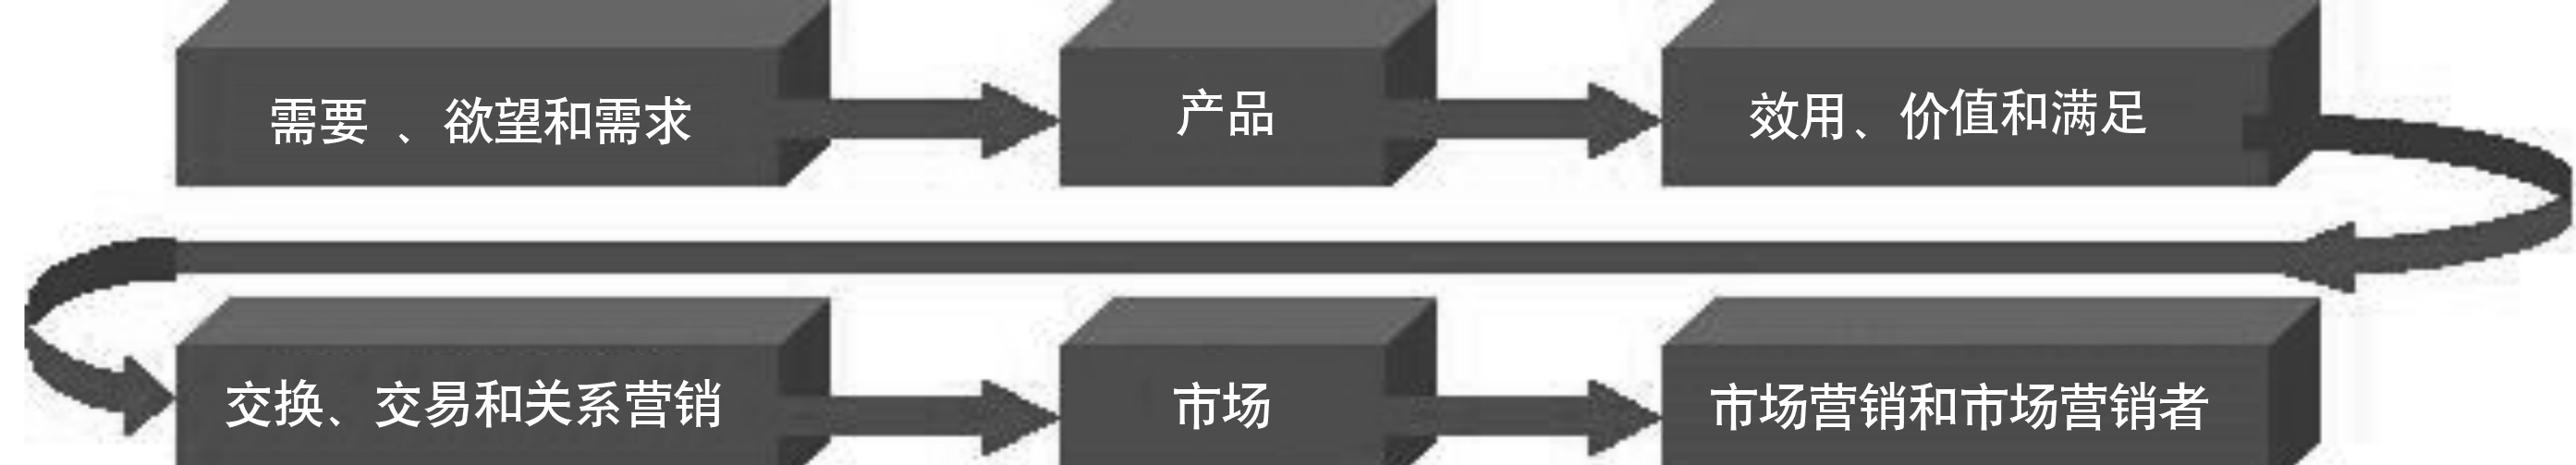 需要 、欲望和需求
产品
效用、价值和满足
交换、交易和关系营销
市场
市场营销和市场营销者